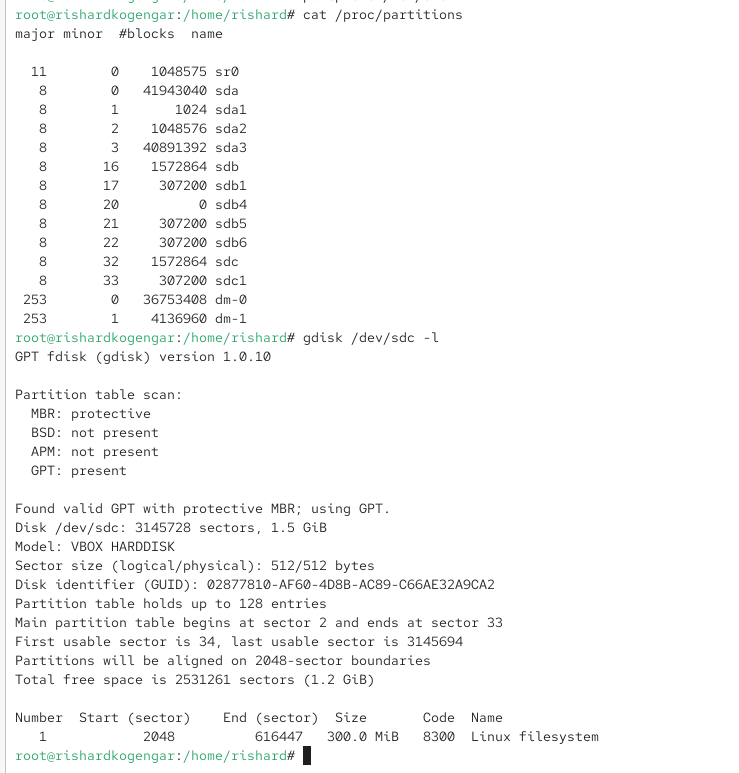 root@rishardkogengar:/home/rishard# cat /proc/partitions
major minor  #blocks  name
  11        0    1048575 sr0
   8        0   41943040 sda
   8        1       1024 sda1
   8        2    1048576 sda2
   8        3   40891392 sda3
   8       16    1572864 sdb
   8       17     307200 sdb1
   8       20          0 sdb4
   8       21     307200 sdb5
   8       22     307200 sdb6
   8       32    1572864 sdc
   8       33     307200 sdc1
 253        0   36753408 dm-0
 253        1    4136960 dm-1
root@rishardkogengar:/home/rishard# gdisk /dev/sdc -l
GPT fdisk (gdisk) version 1.0.10
Partition table scan:
  MBR: protective
  BSD: not present
  APM: not present
  GPT: present
Found valid GPT with protective MBR; using GPT.
Disk /dev/sdc: 3145728 sectors, 1.5 GiB
Model: VBOX HARDDISK
Sector size (logical/physical): 512/512 bytes
Disk identifier (GUID): 02877810-AF60-4D8B-AC89-C66AE32A9CA2
Partition table holds up to 128 entries
Main partition table begins at sector 2 and ends at sector 33
First usable sector is 34, last usable sector is 3145694
Partitions will be aligned on 2048-sector boundaries
Total free space is 2531261 sectors (1.2 GiB)
Number  Start (sector)    End (sector)  Size       Code  Name
   1            2048          616447   300.0 MiB   8300  Linux filesystem
root@rishardkogengar:/home/rishard#